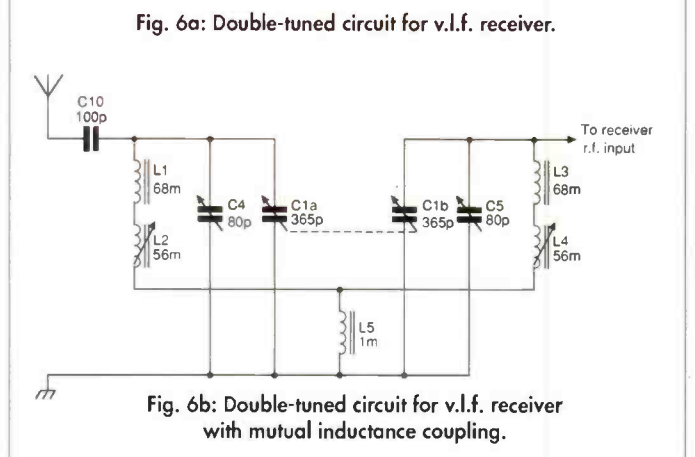 Fig. 6a: Double-tuned circuit for v.l.f. receiver.
C10
100p
To receiver
r.f. input
L1
68m
C4
80p
C1a
365p
C1b
365p
C5
80p
L3
68m
L2
56m
L4
56m
L5
1m
Fig. 6b: Double-tuned circuit for v.l.f. receiver
with mutual inductance coupling.